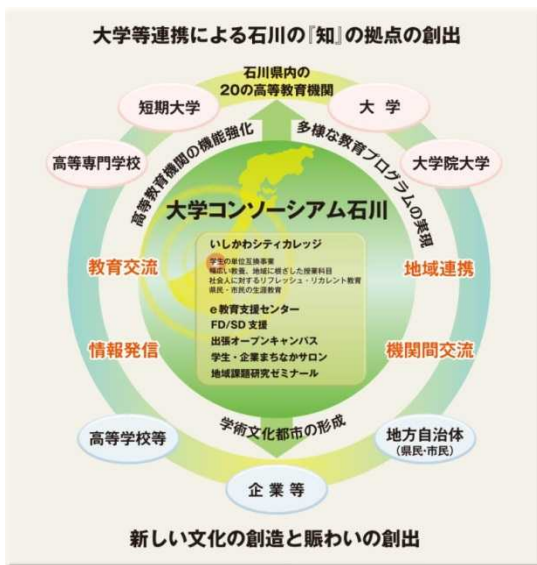 大学等連携による石川の『知』の拠点の創出
石川県内の
20の高等教育機関
短期大学
大学
高等専門学校
大学院大学
高等教育機関の機能強化
多様な教育プログラムの実現
大学コンソーシアム石川
いしかわシティカレッジ
学生の単位互換事業
幅広い教養、地域に根ざした授業科目
社会人に対するリフレッシュ・リカレント教育
県民・市民の生涯教育
e教育支援センター
FD/SD支援
出張オープンキャンパス
学生・企業まちなかサロン
地域課題研究ゼミナール
教育交流
地域連携
情報発信
機関間交流
学術文化都市の形成
高等学校等
地方自治体
(県民・市民)
企業等
新しい文化の創造と賑わいの創出